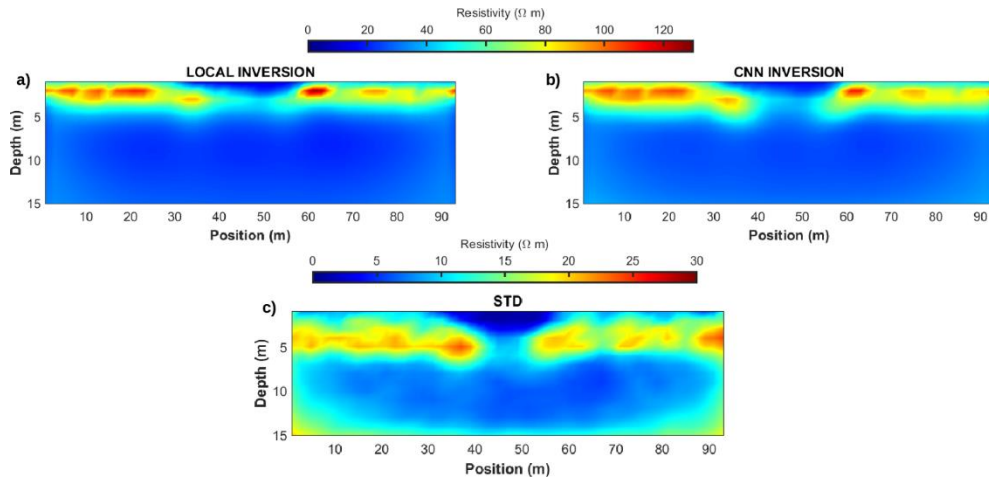 Resistivity (Ω m)
0 20 40 60 80 100 120
a) LOCAL INVERSION
Depth (m)
5
10
15
10 20 30 40 50 60 70 80 90
Position (m)
b) CNN INVERSION
Depth (m)
5
10
15
10 20 30 40 50 60 70 80 90
Position (m)
Resistivity (Ω m)
0 5 10 15 20 25 30
c) STD
Depth (m)
5
10
15
10 20 30 40 50 60 70 80 90
Position (m)